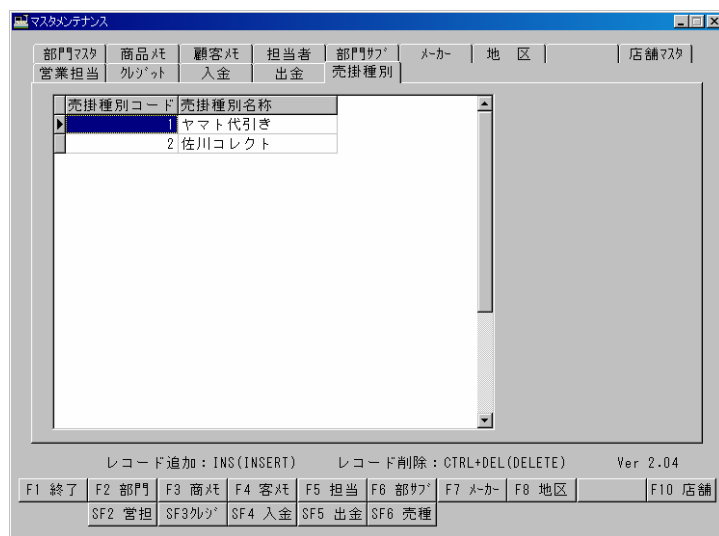 マスタメンテナンス
部門ﾏｽﾀ 商品ﾒﾓ 顧客ﾒﾓ 担当者 部門ｻﾌﾞ ﾒｰｶｰ 地 区 店舗ﾏｽﾀ
営業担当 ｸﾚｼﾞｯﾄ 入金 出金 売掛種別
売掛種別コード 売掛種別名称
1 ヤマト代引き
2 佐川コレクト
レコード追加：INS(INSERT) レコード削除：CTRL+DEL(DELETE) Ver 2.04
F1 終了 F2 部門 F3 商ﾒﾓ F4 客ﾒﾓ F5 担当 F6 部ｻﾌﾞ F7 ﾒｰｶｰ F8 地区 F10 店舗
SF2 営担 SF3ｸﾚｼﾞ SF4 入金 SF5 出金 SF6 売種